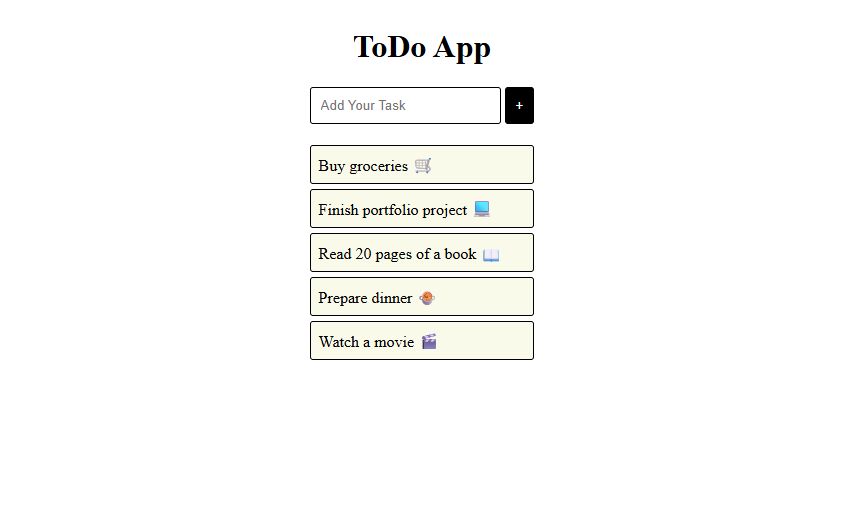 ToDo App
Add Your Task
+
Buy groceries 🛒
Finish portfolio project 💻
Read 20 pages of a book 📖
Prepare dinner 🍲
Watch a movie 🎬